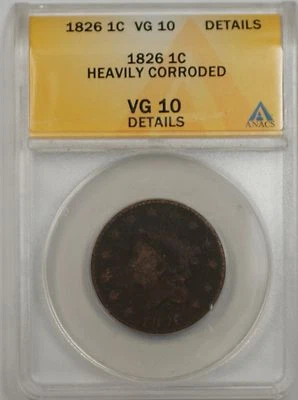 1826 1C VG 10 DETAILS
1826 1C
HEAVILY CORRODED
VG 10
DETAILS
ANACS